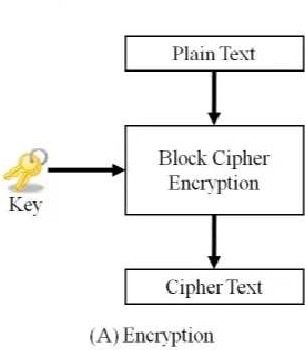 Plain Text
Block Cipher
Encryption
Key
Cipher Text
(A) Encryption